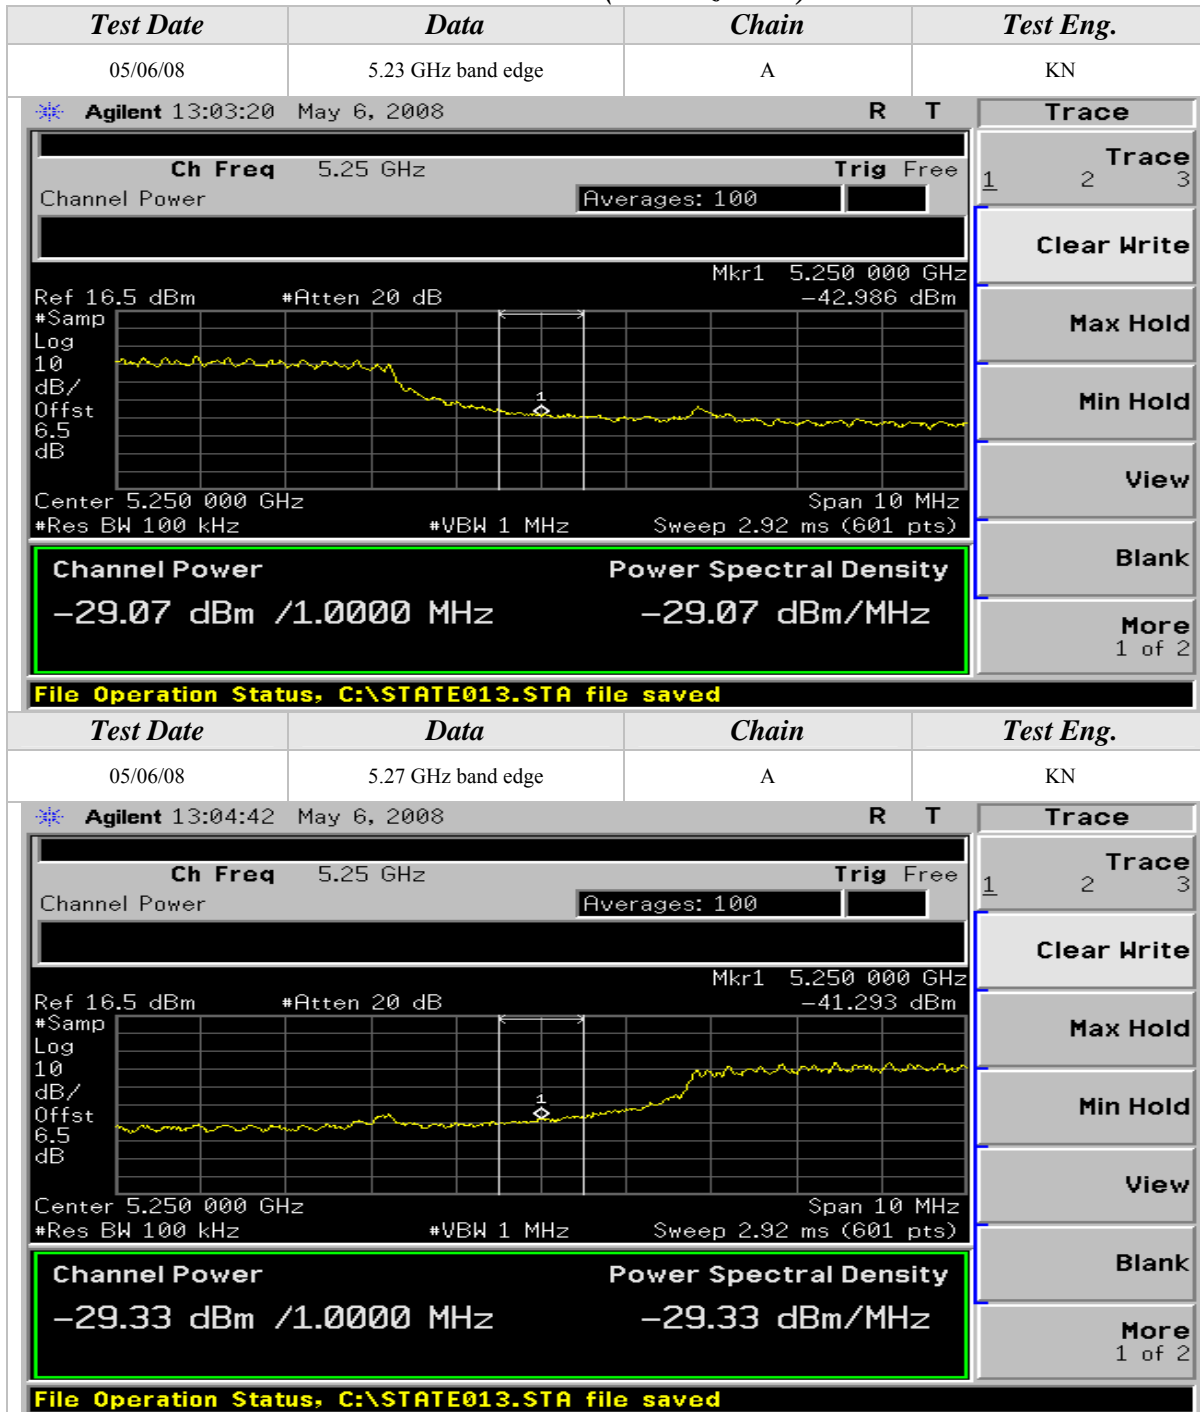 Test Date Data Chain Test Eng.
05/06/08 5.23 GHz band edge A KN
Agilent 13:03:20 May 6, 2008 R T Trace
Ch Freq 5.25 GHz Trig Free
Channel Power Averages: 100
Trace
1 2 3
Clear Write
Mkr1 5.250 000 GHz
Ref 16.5 dBm #Atten 20 dB −42.986 dBm
#Samp
Log
10
dB/
Offst
6.5
dB
1
Max Hold
Min Hold
View
Center 5.250 000 GHz Span 10 MHz
#Res BW 100 kHz #VBW 1 MHz Sweep 2.92 ms (601 pts)
Blank
Channel Power Power Spectral Density
−29.07 dBm /1.0000 MHz −29.07 dBm/MHz
More
1 of 2
File Operation Status, C:\STATE013.STA file saved
Test Date Data Chain Test Eng.
05/06/08 5.27 GHz band edge A KN
Agilent 13:04:42 May 6, 2008 R T Trace
Ch Freq 5.25 GHz Trig Free
Channel Power Averages: 100
Trace
1 2 3
Clear Write
Mkr1 5.250 000 GHz
Ref 16.5 dBm #Atten 20 dB −41.293 dBm
#Samp
Log
10
dB/
Offst
6.5
dB
1
Max Hold
Min Hold
View
Center 5.250 000 GHz Span 10 MHz
#Res BW 100 kHz #VBW 1 MHz Sweep 2.92 ms (601 pts)
Blank
Channel Power Power Spectral Density
−29.33 dBm /1.0000 MHz −29.33 dBm/MHz
More
1 of 2
File Operation Status, C:\STATE013.STA file saved